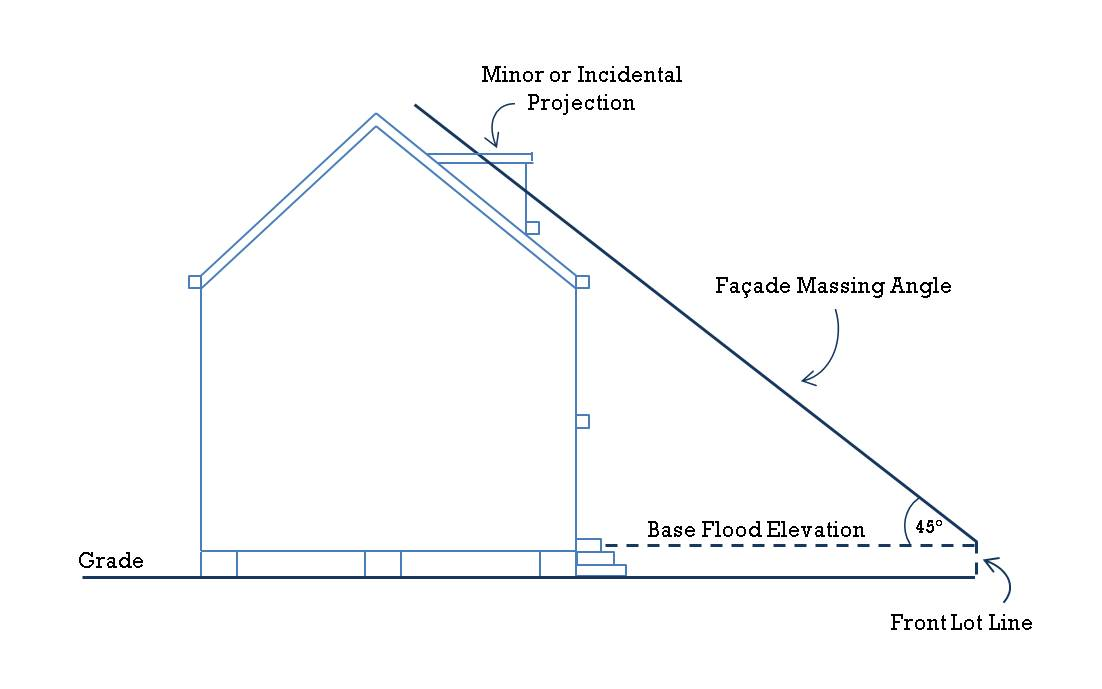 Minor or Incidental
Projection
Façade Massing Angle
45°
Base Flood Elevation
Grade
Front Lot Line